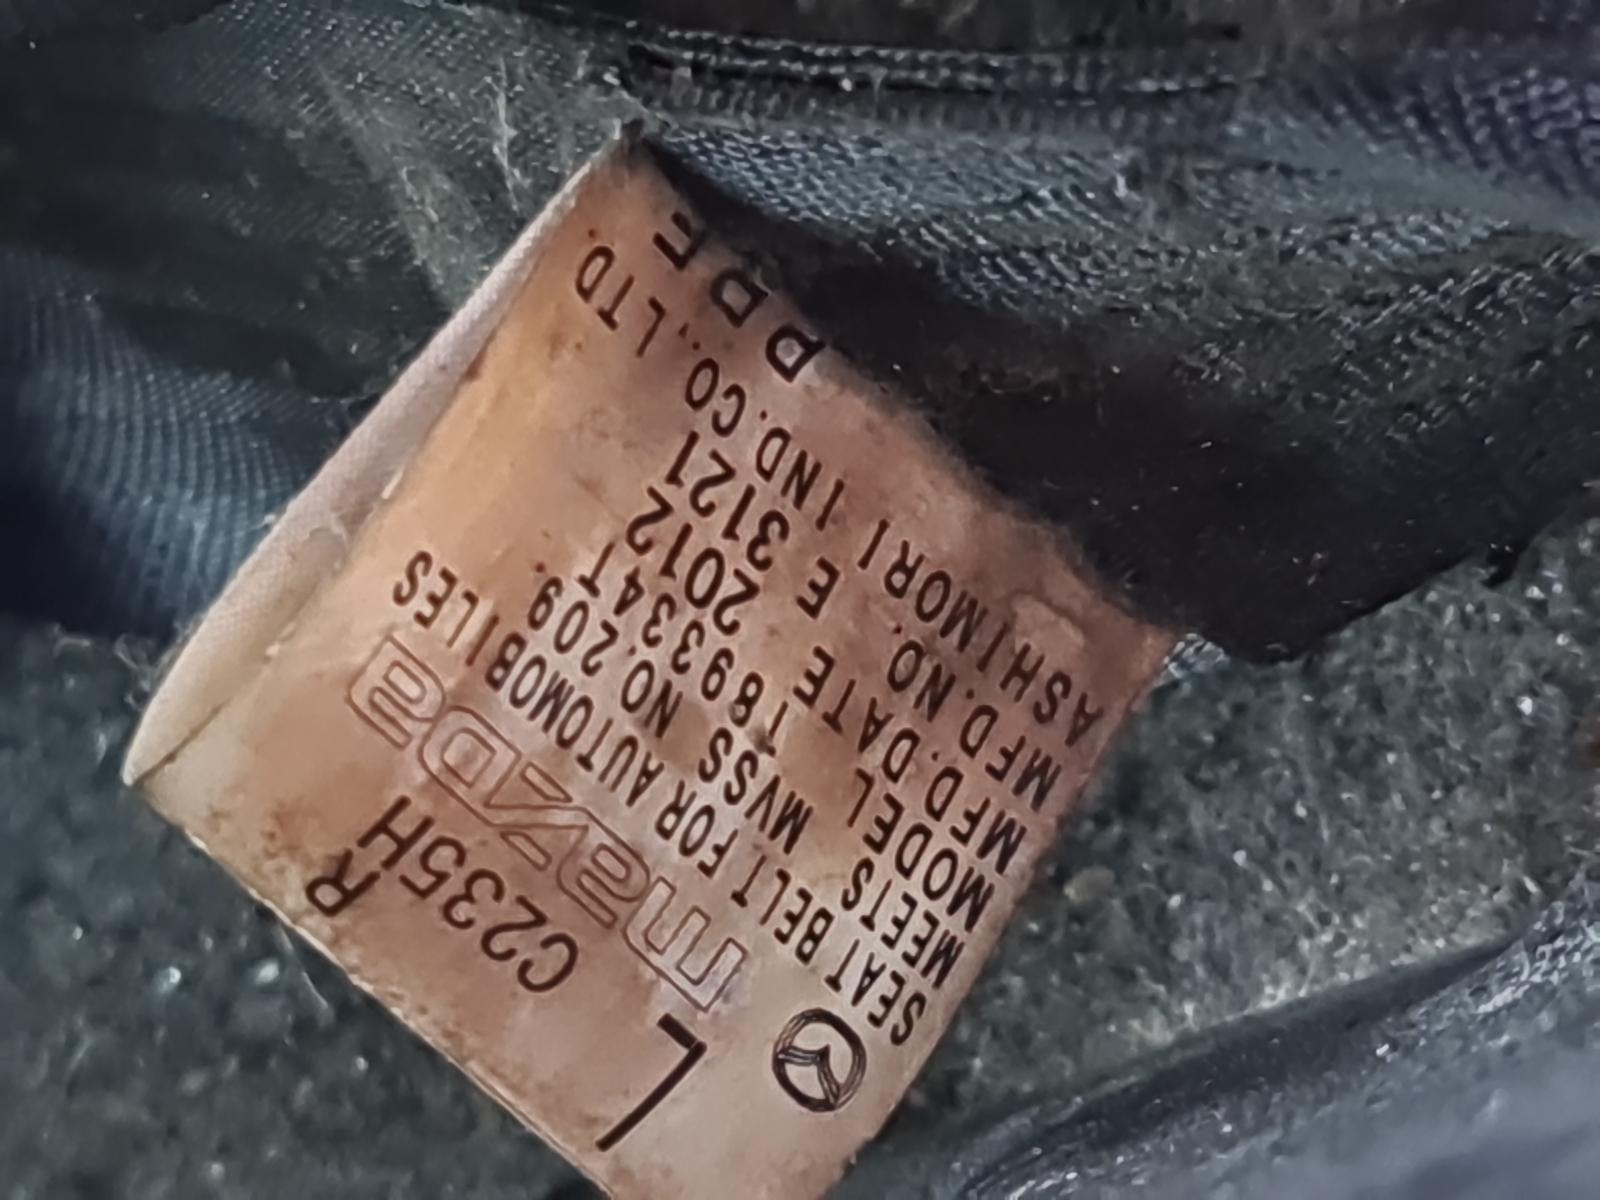 L
C235H R
mazda
SEAT BELT FOR AUTOMOBILES
MEETS MVSS NO.209.
MODEL T89334T
MFD.DATE E 2012
MFD.NO. E 3121
ASHIMORI IND.CO.,LTD.